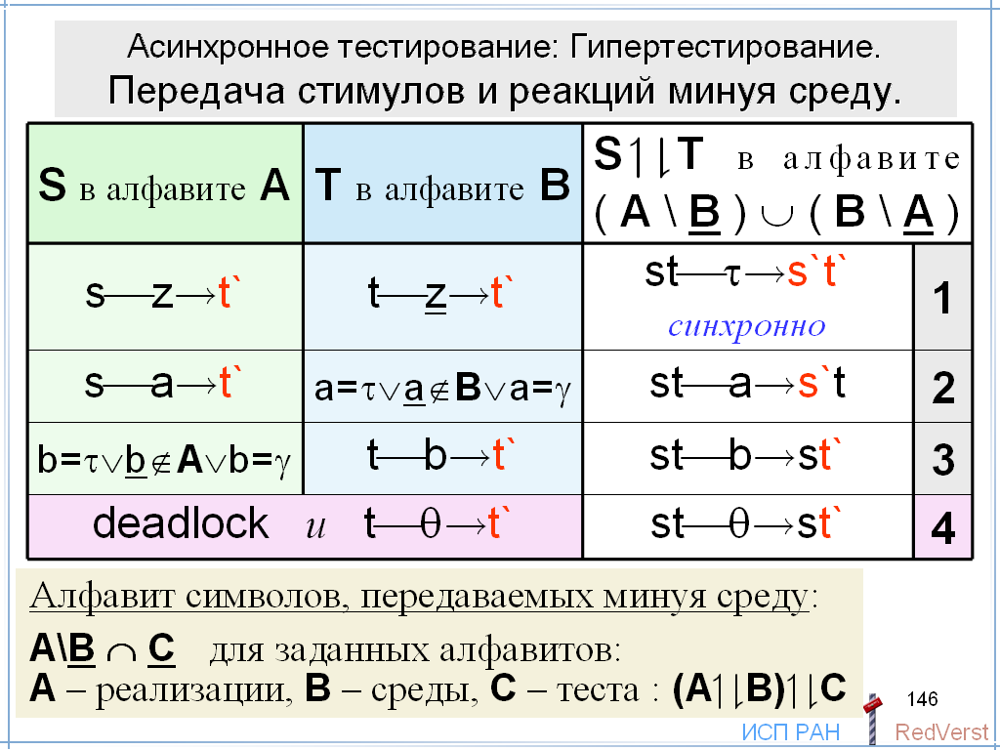 Асинхронное тестирование: Гипертестирование.
Передача стимулов и реакций минуя среду.
S в алфавите A
T в алфавите B
S↿⇂T в алфавите
( A \ <u>B</u> ) ∪ ( B \ <u>A</u> )
s—z→t`
t—<u>z</u>→t`
st—τ→s`t`
синхронно
1
s—a→t`
a=τ∨<u>a</u>∉B∨a=γ
st—a→s`t
2
b=τ∨<u>b</u>∉A∨b=γ
t—b→t`
st—b→st`
3
deadlock и t—θ→t`
st—θ→st`
4
Алфавит символов, передаваемых минуя среду:
A\<u>B</u> ∩ <u>C</u> для заданных алфавитов:
A – реализации, B – среды, C – теста : (A↿⇂B)↿⇂C
146
ИСП РАН
RedVerst